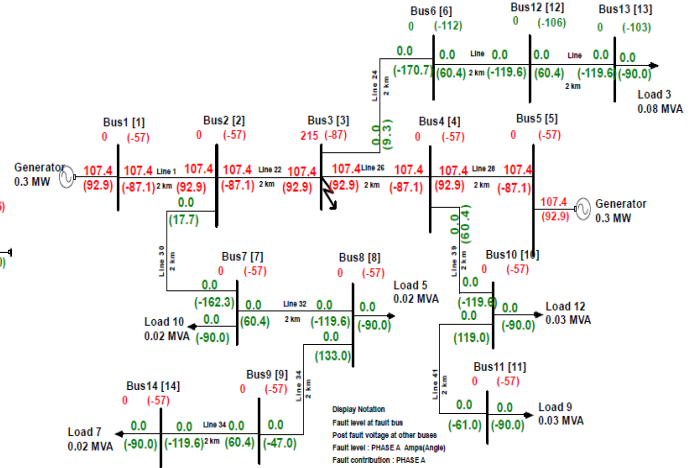 Bus6 [6] Bus12 [12] Bus13 [13]
0 (-112) 0 (-106) 0 (-103)
0.0 0.0 Line 0.0 0.0 Line 0.0 0.0
(-170.7) (60.4) 2 km (-119.6) (60.4) 2 km (-119.6) (-90.0)
Line 24
2 km
Load 3
0.08 MVA
0.0
(9.3)
Bus1 [1] Bus2 [2] Bus3 [3] Bus4 [4] Bus5 [5]
0 (-57) 0 (-57) 215 (-87) 0 (-57) 0 (-57)
Generator
0.3 MW
107.4 107.4 Line 1 107.4 107.4 Line 22 107.4 107.4 Line 26 107.4 107.4 Line 28 107.4
(92.9) (-87.1) 2 km (92.9) (-87.1) 2 km (92.9) (92.9) 2 km (-87.1) (92.9) 2 km (-87.1)
107.4
(92.9)
Generator
0.3 MW
0.0
(17.7)
0.0
(60.4)
Line 30
2 km
Line 39
2 km
Bus7 [7] Bus8 [8] Bus10 [10]
0 (-57) 0 (-57) 0 (-57)
0.0
(-162.3)
0.0 Line 32 0.0 0.0
(60.4) 2 km (-119.6) (-90.0)
Load 5
0.02 MVA
Load 10
0.02 MVA
0.0
(-90.0)
0.0
(133.0)
0.0
(-119.6)
0.0
(119.0)
0.0
(-90.0)
Load 12
0.03 MVA
Line 34
2 km
Line 41
2 km
Bus14 [14] Bus9 [9] Bus11 [11]
0 (-57) 0 (-57) 0 (-57)
Load 7
0.02 MVA
0.0 0.0 Line 34 0.0 0.0
(-90.0) (-119.6) 2 km (60.4) (-47.0)
0.0 0.0
(-61.0) (-90.0)
Load 9
0.03 MVA
Display Notation
Fault level at fault bus
Post fault voltage at other buses
Fault level : PHASE A Amps(Angle)
Fault contribution : PHASE A